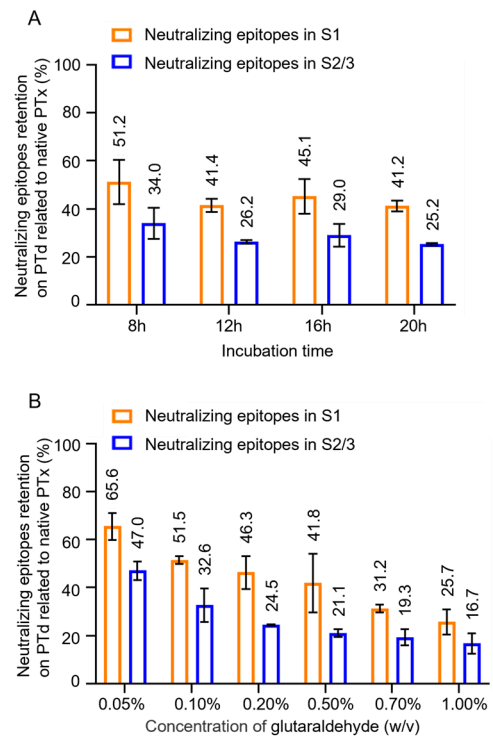 A
Neutralizing epitopes in S1
Neutralizing epitopes in S2/3
Neutralizing epitopes retention
on PTd related to native PTx (%)
100
80
60
40
20
0
51.2
34.0
41.4
26.2
45.1
29.0
41.2
25.2
8h
12h
16h
20h
Incubation time
B
Neutralizing epitopes in S1
Neutralizing epitopes in S2/3
Neutralizing epitopes retention
on PTd related to native PTx (%)
100
80
60
40
20
0
65.6
47.0
51.5
32.6
46.3
24.5
41.8
21.1
31.2
19.3
25.7
16.7
0.05%
0.10%
0.20%
0.50%
0.70%
1.00%
Concentration of glutaraldehyde (w/v)